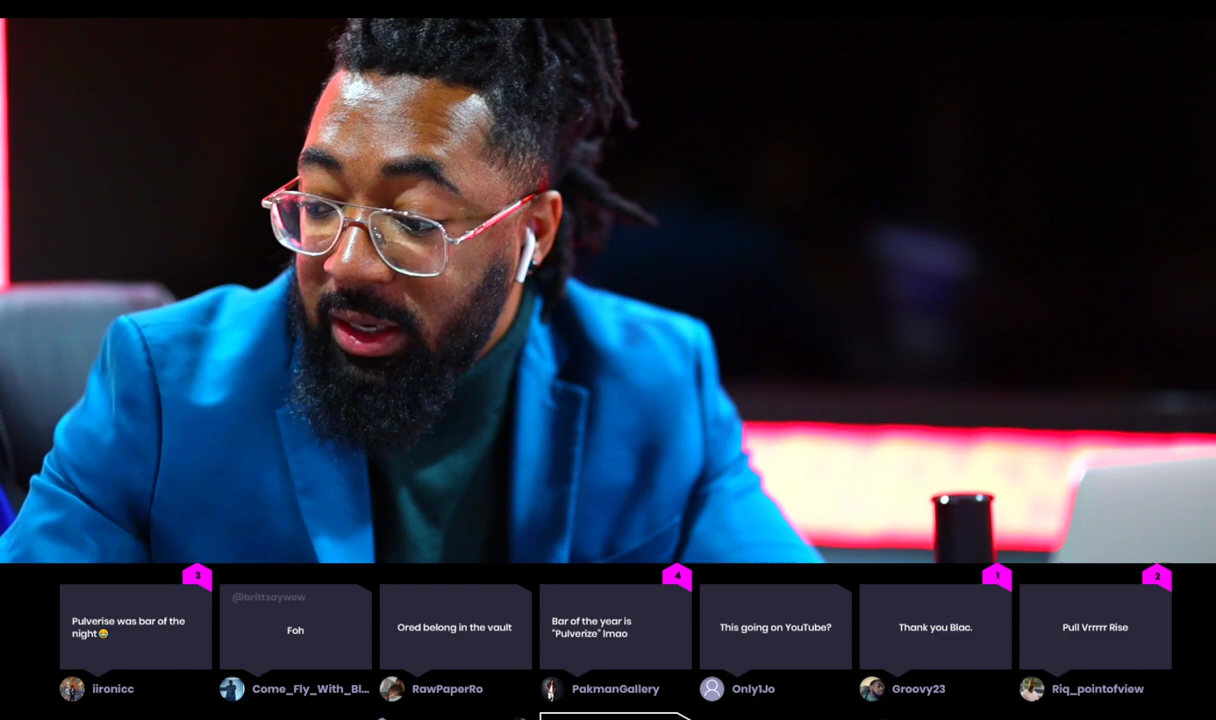 3
4
1
2
Pulverise was bar of the
night😂
@brittsaywow
Foh
Ored belong in the vault
Bar of the year is
"Pulverize" lmao
This going on YouTube?
Thank you Blac.
Pull Vrrrrr Rise
iironicc
Come_Fly_With_Bl...
RawPaperRo
PakmanGallery
Only1Jo
Groovy23
Riq_pointofview